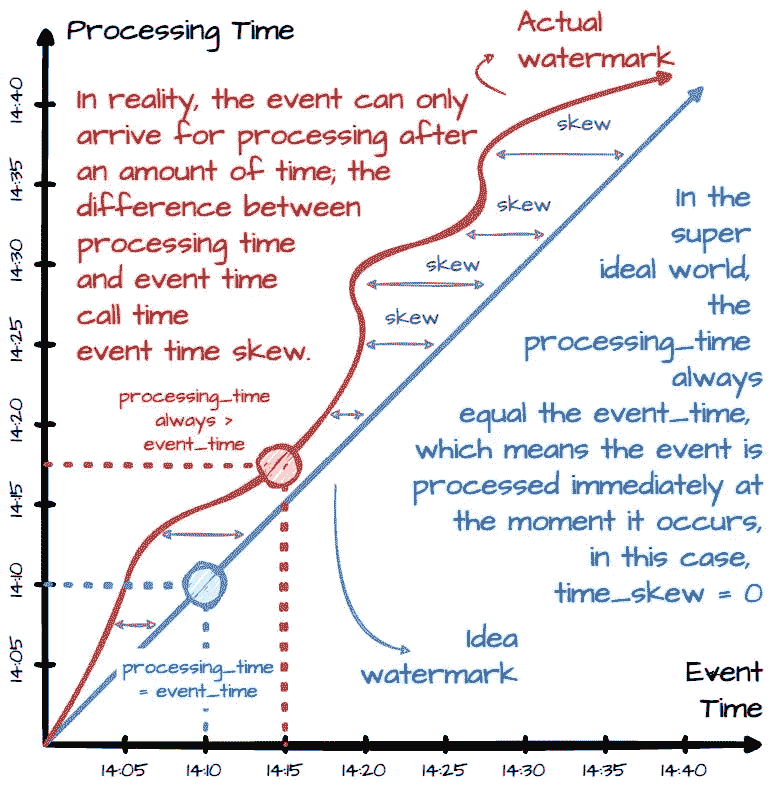 Processing Time
Actual
watermark
In reality, the event can only
arrive for processing after
an amount of time; the
difference between
processing time
and event time
call time
event time skew.
skew
skew
skew
skew
In the
super
ideal world,
the
processing_time
always
equal the event_time,
which means the event is
processed immediately at
the moment it occurs,
in this case,
time_skew = 0
processing_time
always >
event_time
processing_time
= event_time
Idea
watermark
Event
Time
14:40
14:35
14:30
14:25
14:20
14:15
14:10
14:05
14:05
14:10
14:15
14:20
14:25
14:30
14:35
14:40